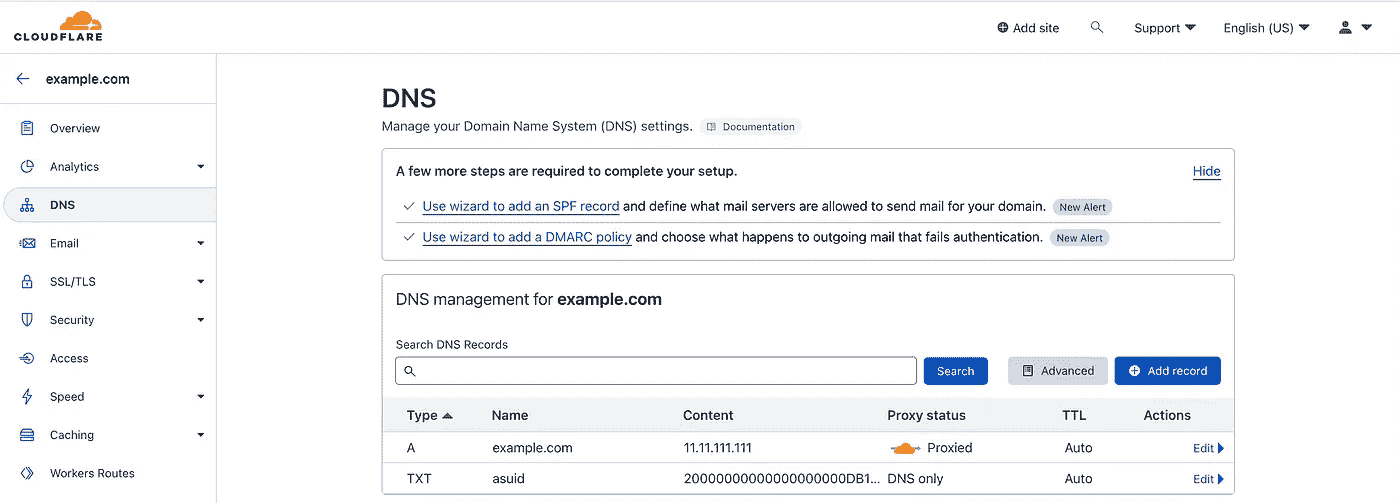 CLOUDFLARE
Add site
Support
English (US)
example.com
Overview
Analytics
DNS
Email
SSL/TLS
Security
Access
Speed
Caching
Workers Routes
DNS
Manage your Domain Name System (DNS) settings. Documentation
A few more steps are required to complete your setup. Hide
Use wizard to add an SPF record and define what mail servers are allowed to send mail for your domain. New Alert
Use wizard to add a DMARC policy and choose what happens to outgoing mail that fails authentication. New Alert
DNS management for example.com
Search DNS Records
Search Advanced Add record
Type Name Content Proxy status TTL Actions
A example.com 11.11.111.111 Proxied Auto Edit
TXT asuid 20000000000000000000DB1... DNS only Auto Edit